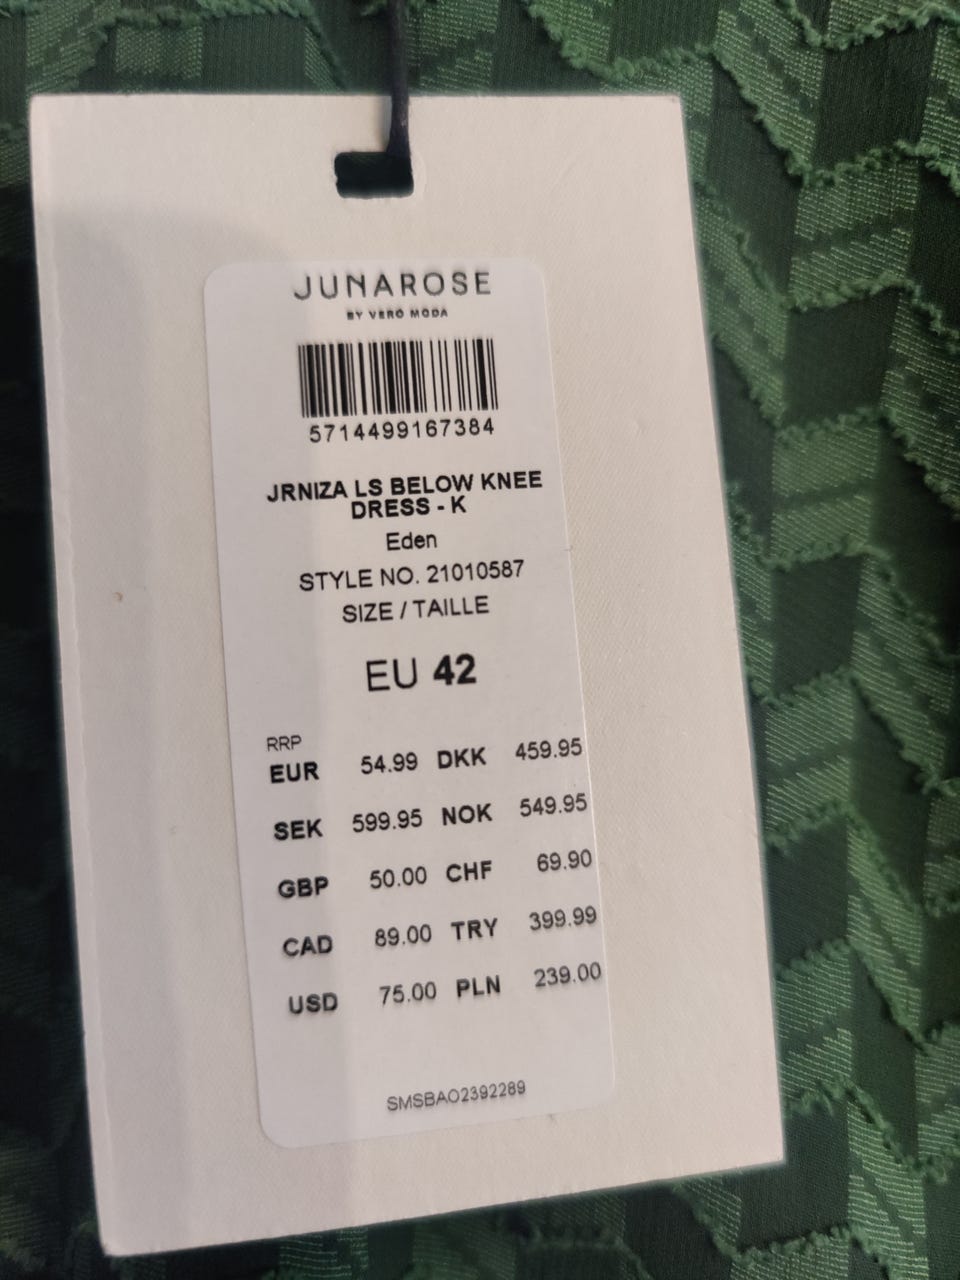 JUNAROSE
BY VERO MODA
5714499167384
JRNIZA LS BELOW KNEE
DRESS - K
Eden
STYLE NO. 21010587
SIZE / TAILLE
EU 42
RRP
EUR 54.99 DKK 459.95
SEK 599.95 NOK 549.95
GBP 50.00 CHF 69.90
CAD 89.00 TRY 399.99
USD 75.00 PLN 239.00
SMSBAO2392289